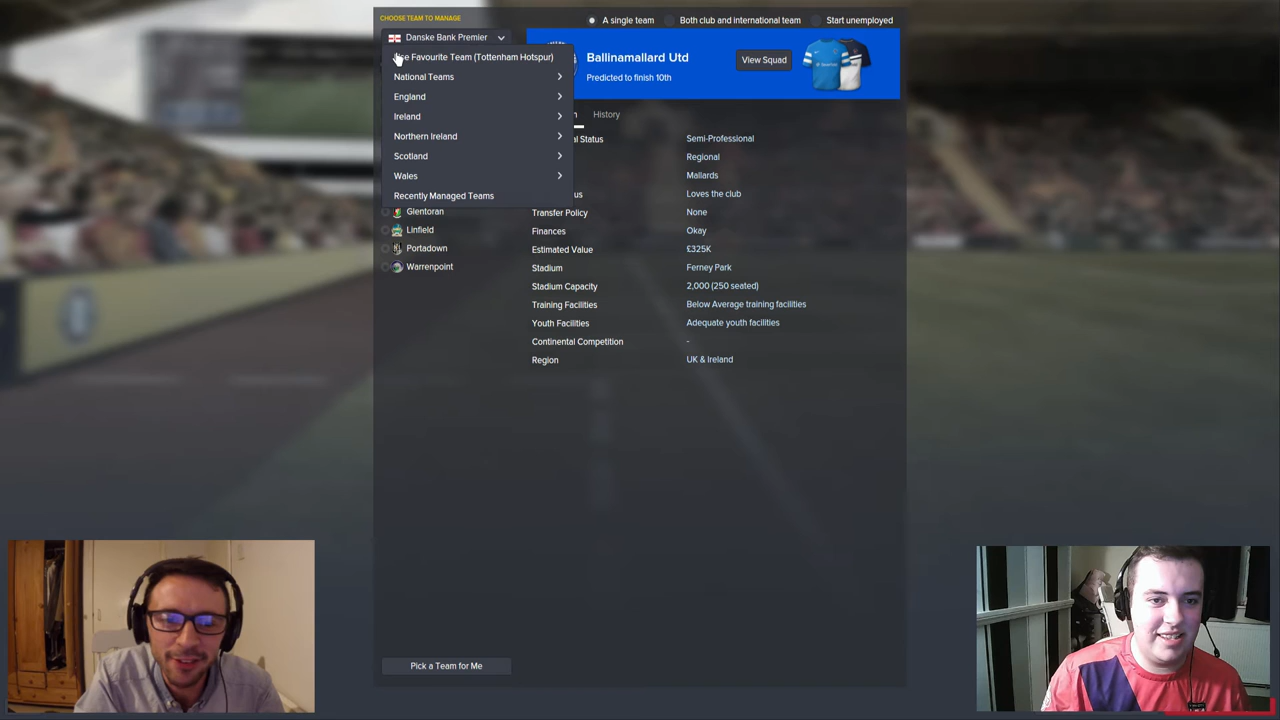 CHOOSE TEAM TO MANAGE
A single team
Both club and international team
Start unemployed
Danske Bank Premier
Favourite Team (Tottenham Hotspur)
National Teams
England
Ireland
Northern Ireland
Scotland
Wales
Recently Managed Teams
Glentoran
Linfield
Portadown
Warrenpoint
Ballinamallard Utd
Predicted to finish 10th
View Squad
History
Status Semi-Professional
Regional
Mallards
Loves the club
Transfer Policy None
Finances Okay
Estimated Value £325K
Stadium Ferney Park
Stadium Capacity 2,000 (250 seated)
Training Facilities Below Average training facilities
Youth Facilities Adequate youth facilities
Continental Competition -
Region UK & Ireland
Pick a Team for Me